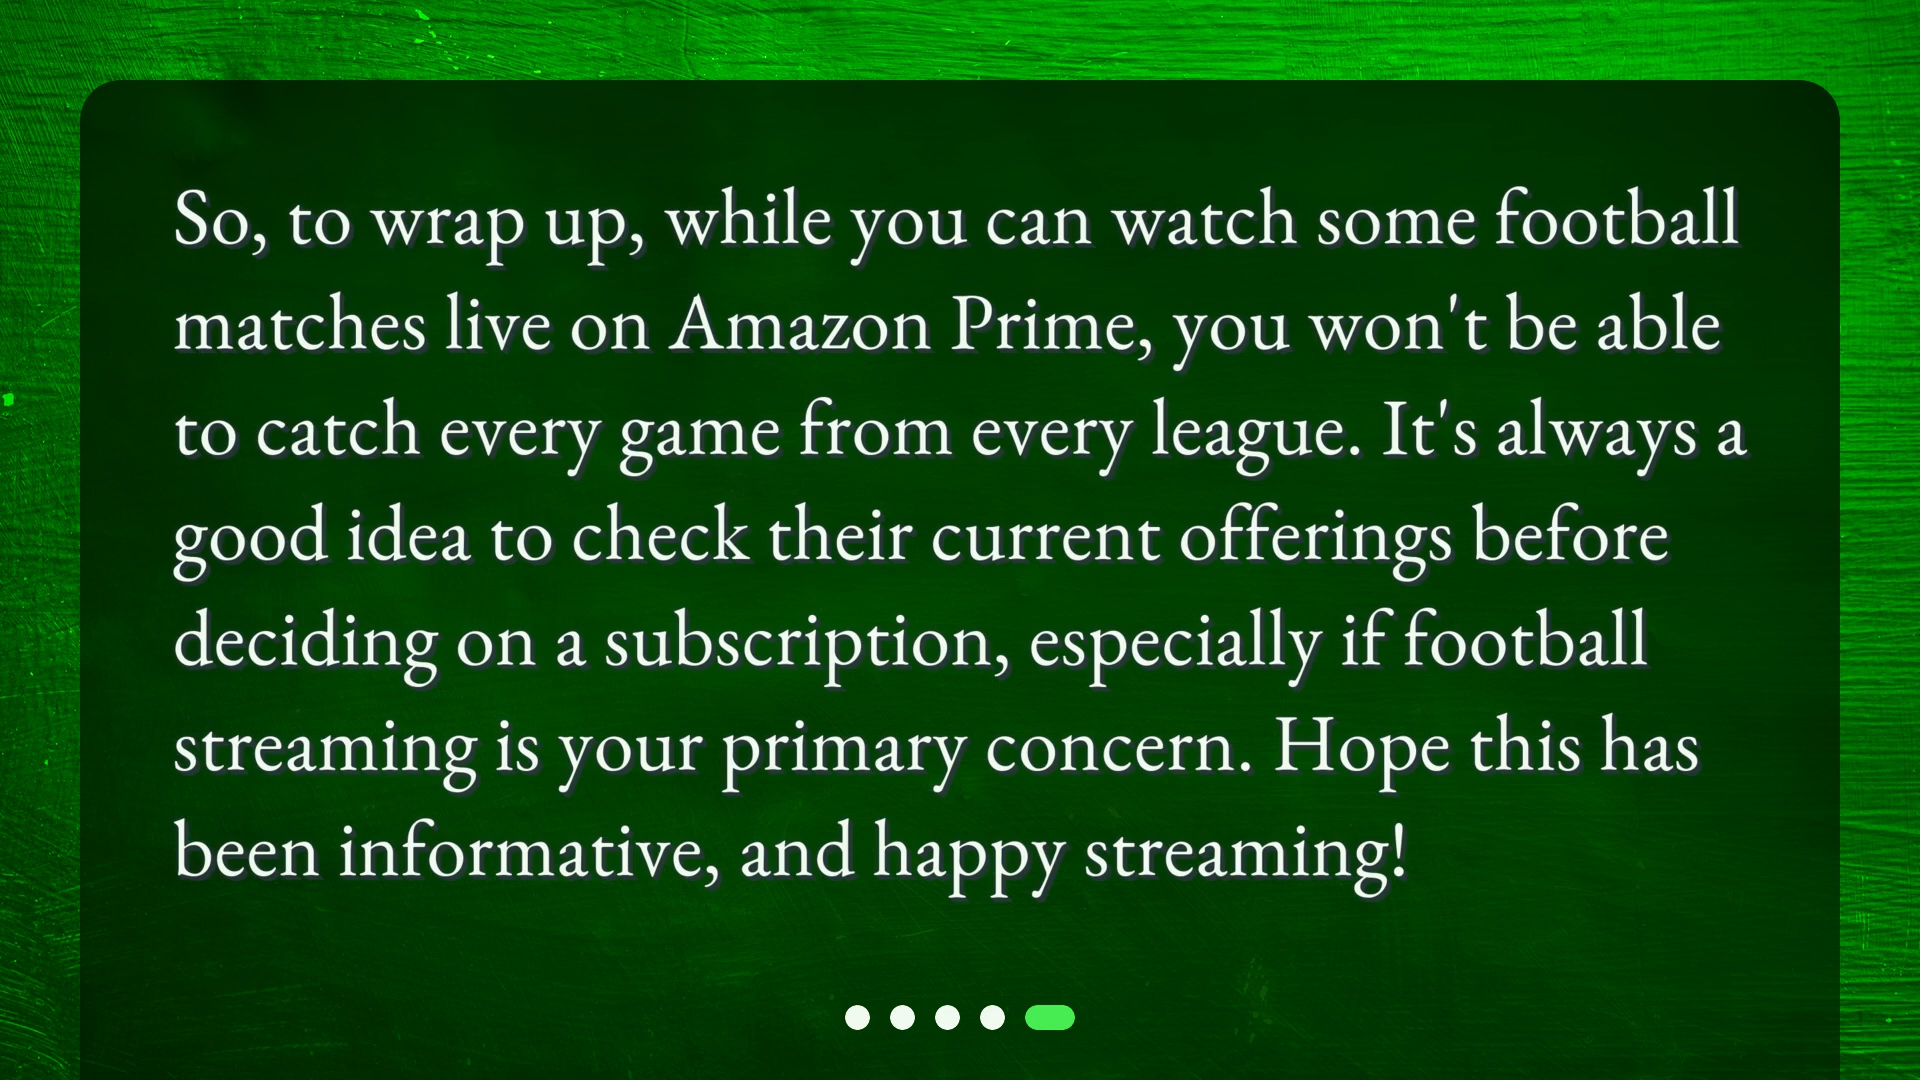 So, to wrap up, while you can watch some football
matches live on Amazon Prime, you won't be able
to catch every game from every league. It's always a
good idea to check their current offerings before
deciding on a subscription, especially if football
streaming is your primary concern. Hope this has
been informative, and happy streaming!